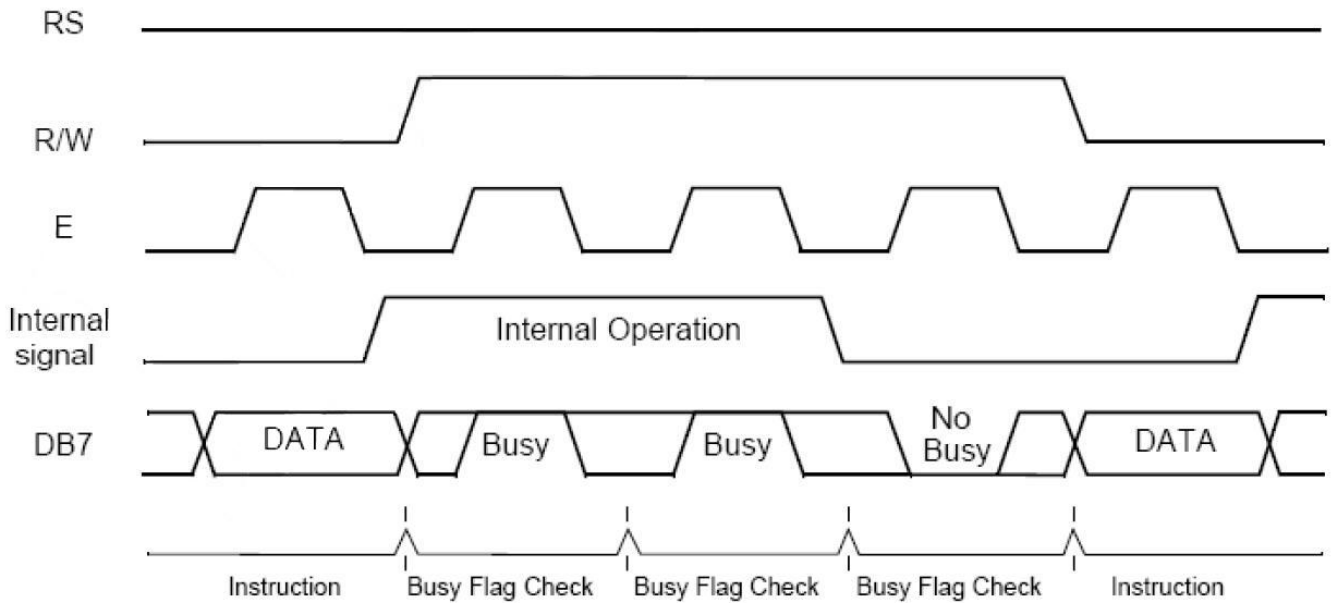 RS
R/W
E
Internal
signal
Internal Operation
DB7
DATA
Busy
Busy
No
Busy
DATA
Instruction
Busy Flag Check
Busy Flag Check
Busy Flag Check
Instruction